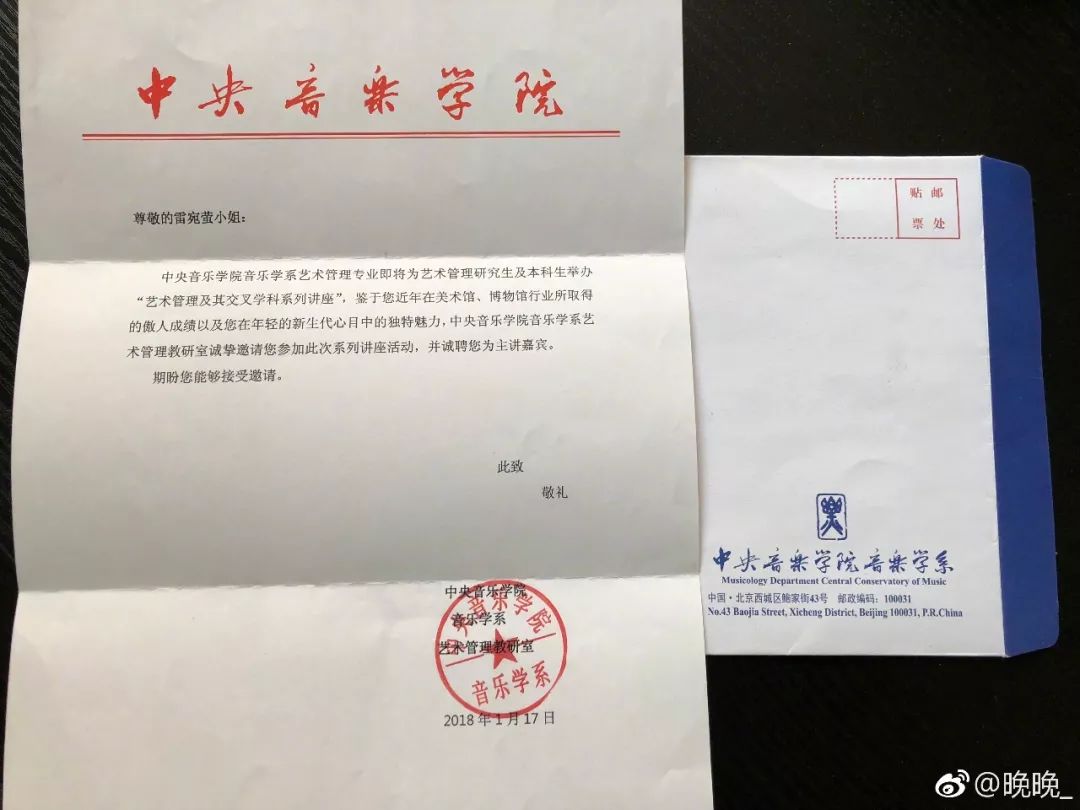 中央音乐学院
尊敬的雷宛萤小姐：
中央音乐学院音乐学系艺术管理专业即将为艺术管理研究生及本科生举办
“艺术管理及其交叉学科系列讲座”，鉴于您近年在美术馆、博物馆行业所取得
的傲人成绩以及您在年轻的新生代心目中的独特魅力，中央音乐学院音乐学系艺
术管理教研室诚挚邀请您参加此次系列讲座活动，并诚聘您为主讲嘉宾。
期盼您能够接受邀请。
此致
敬礼
中央音乐学院
音乐学系
艺术管理教研室
中央音乐学院
音乐学系
2018 年 1 月 17 日
贴 邮
票 处
中央音乐学院音乐学系
Musicology Department Central Conservatory of Music
中国·北京西城区鲍家街43号 邮政编码：100031
No.43 Baojia Street, Xicheng District, Beijing 100031, P.R.China
@晚晚_